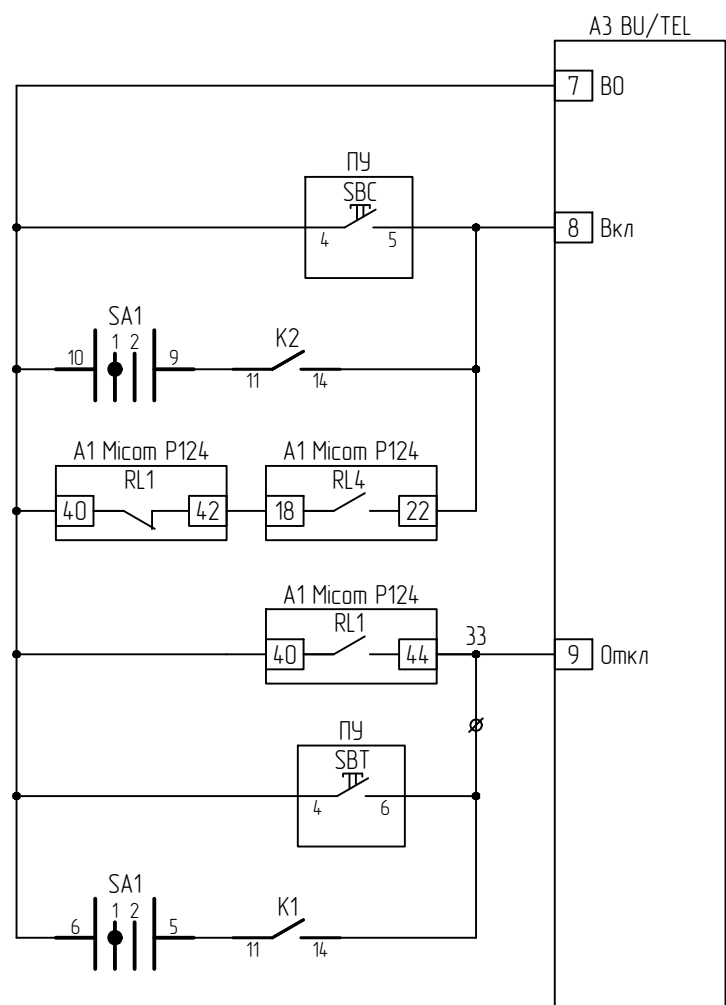 A3 BU/TEL
7 ВО
ПУ
SBC
4 5
8 Вкл
SA1
1 2
10 9
K2
11 14
A1 Micom P124
RL1
40 42
A1 Micom P124
RL4
18 22
A1 Micom P124
RL1
40 44
33
9 Откл
ПУ
SBT
4 6
SA1
1 2
6 5
K1
11 14